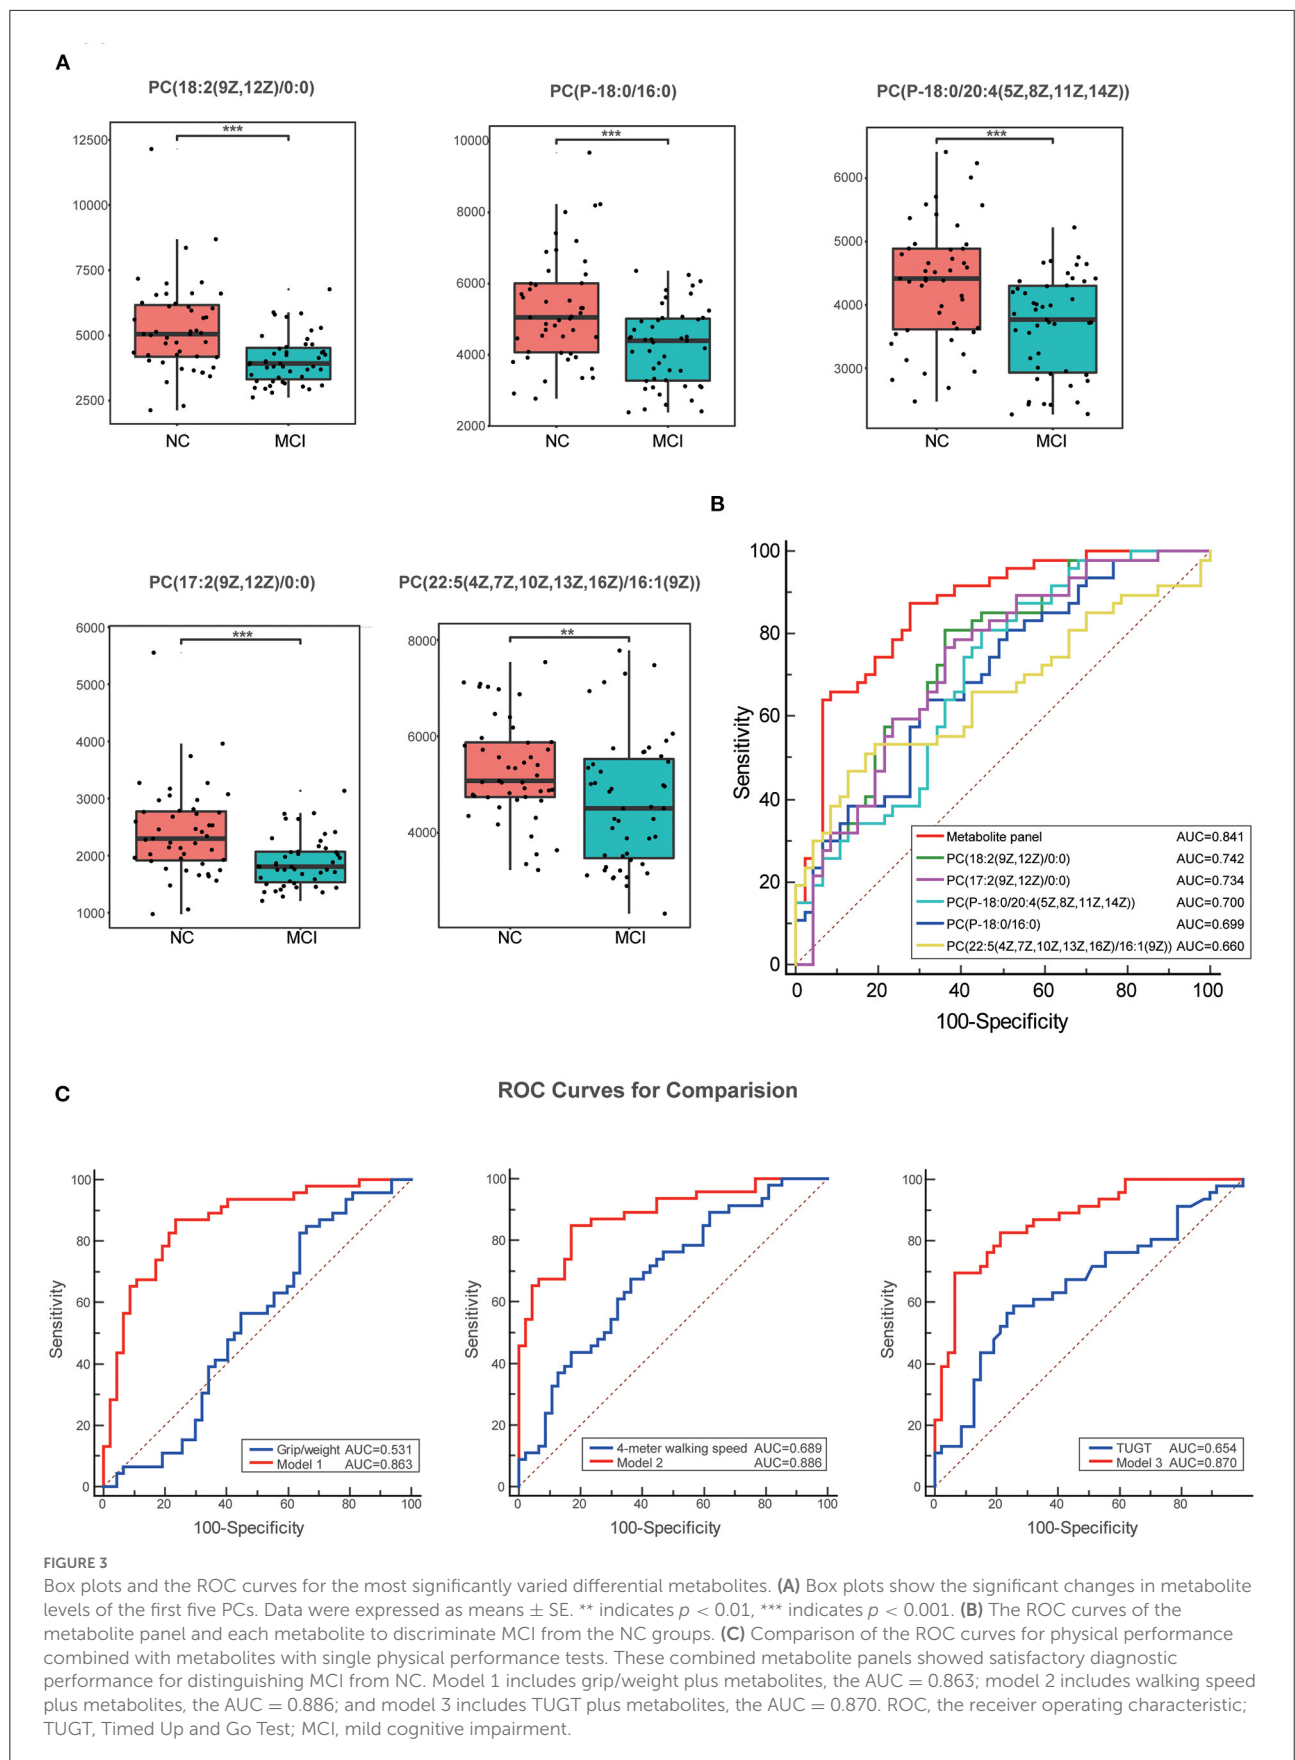 A
PC(18:2(9Z,12Z)/0:0)
PC(P-18:0/16:0)
PC(P-18:0/20:4(5Z,8Z,11Z,14Z))
***
12500
10000
7500
5000
2500
NC MCI
***
10000
8000
6000
4000
2000
NC MCI
***
6000
5000
4000
3000
NC MCI
PC(17:2(9Z,12Z)/0:0)
PC(22:5(4Z,7Z,10Z,13Z,16Z)/16:1(9Z))
***
6000
5000
4000
3000
2000
1000
NC MCI
**
8000
6000
4000
NC MCI
B
100
80
60
40
20
0
Sensitivity
Metabolite panel AUC=0.841
PC(18:2(9Z,12Z)/0:0) AUC=0.742
PC(17:2(9Z,12Z)/0:0) AUC=0.734
PC(P-18:0/20:4(5Z,8Z,11Z,14Z)) AUC=0.700
PC(P-18:0/16:0) AUC=0.699
PC(22:5(4Z,7Z,10Z,13Z,16Z)/16:1(9Z)) AUC=0.660
0 20 40 60 80 100
100-Specificity
C
ROC Curves for Comparision
100
80
60
40
20
0
Sensitivity
Grip/weight AUC=0.531
Model 1 AUC=0.863
0 20 40 60 80 100
100-Specificity
100
80
60
40
20
0
Sensitivity
4-meter walking speed AUC=0.689
Model 2 AUC=0.886
0 20 40 60 80 100
100-Specificity
100
80
60
40
20
0
Sensitivity
TUGT AUC=0.654
Model 3 AUC=0.870
0 20 40 60 80
100-Specificity
FIGURE 3
Box plots and the ROC curves for the most significantly varied differential metabolites. (A) Box plots show the significant changes in metabolite
levels of the first five PCs. Data were expressed as means ± SE. ** indicates p < 0.01, *** indicates p < 0.001. (B) The ROC curves of the
metabolite panel and each metabolite to discriminate MCI from the NC groups. (C) Comparison of the ROC curves for physical performance
combined with metabolites with single physical performance tests. These combined metabolite panels showed satisfactory diagnostic
performance for distinguishing MCI from NC. Model 1 includes grip/weight plus metabolites, the AUC = 0.863; model 2 includes walking speed
plus metabolites, the AUC = 0.886; and model 3 includes TUGT plus metabolites, the AUC = 0.870. ROC, the receiver operating characteristic;
TUGT, Timed Up and Go Test; MCI, mild cognitive impairment.